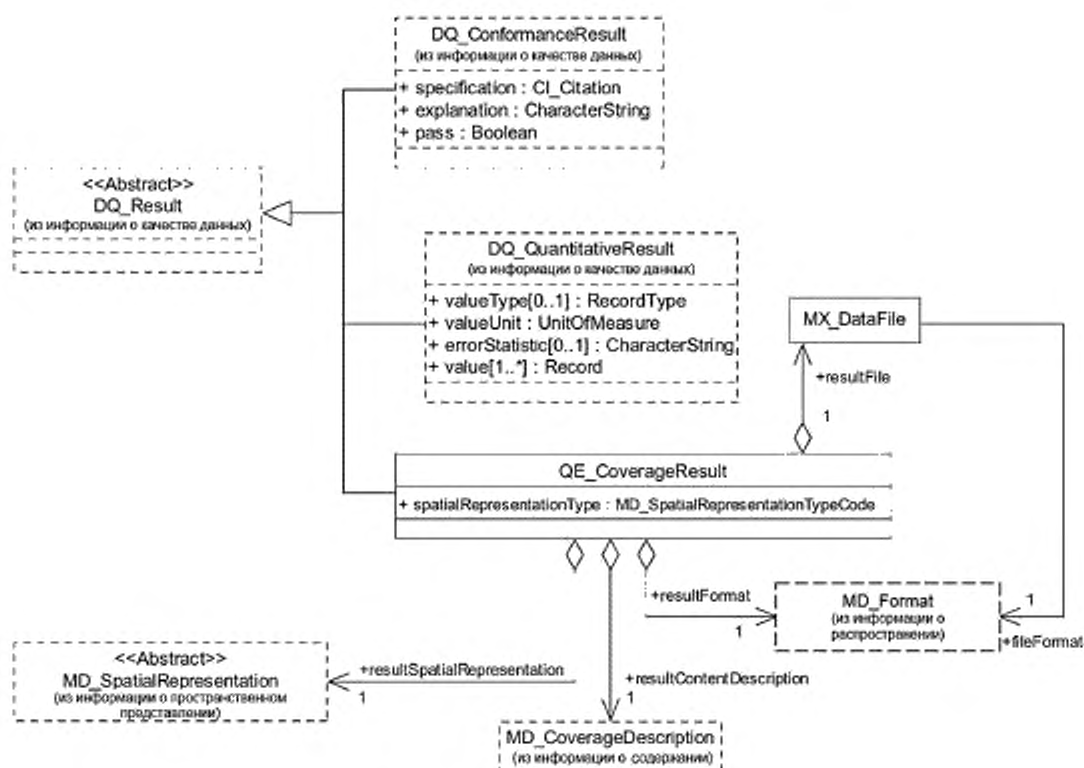 DQ_ConformanceResult
(из информации о качестве данных)
+ specification : CI_Citation
+ explanation : CharacterString
+ pass : Boolean
<<Abstract>>
DQ_Result
(из информации о качестве данных)
DQ_QuantitativeResult
(из информации о качестве данных)
+ valueType[0..1] : RecordType
+ valueUnit : UnitOfMeasure
+ errorStatistic[0..1] : CharacterString
+ value[1..*] : Record
MX_DataFile
+resultFile
1
QE_CoverageResult
+ spatialRepresentationType : MD_SpatialRepresentationTypeCode
+resultFormat
1
MD_Format
(из информации о
распространении)
1
+fileFormat
<<Abstract>>
MD_SpatialRepresentation
(из информации о пространственном
представлении)
+resultSpatialRepresentation
1
+resultContentDescription
1
MD_CoverageDescription
(из информации о содержании)